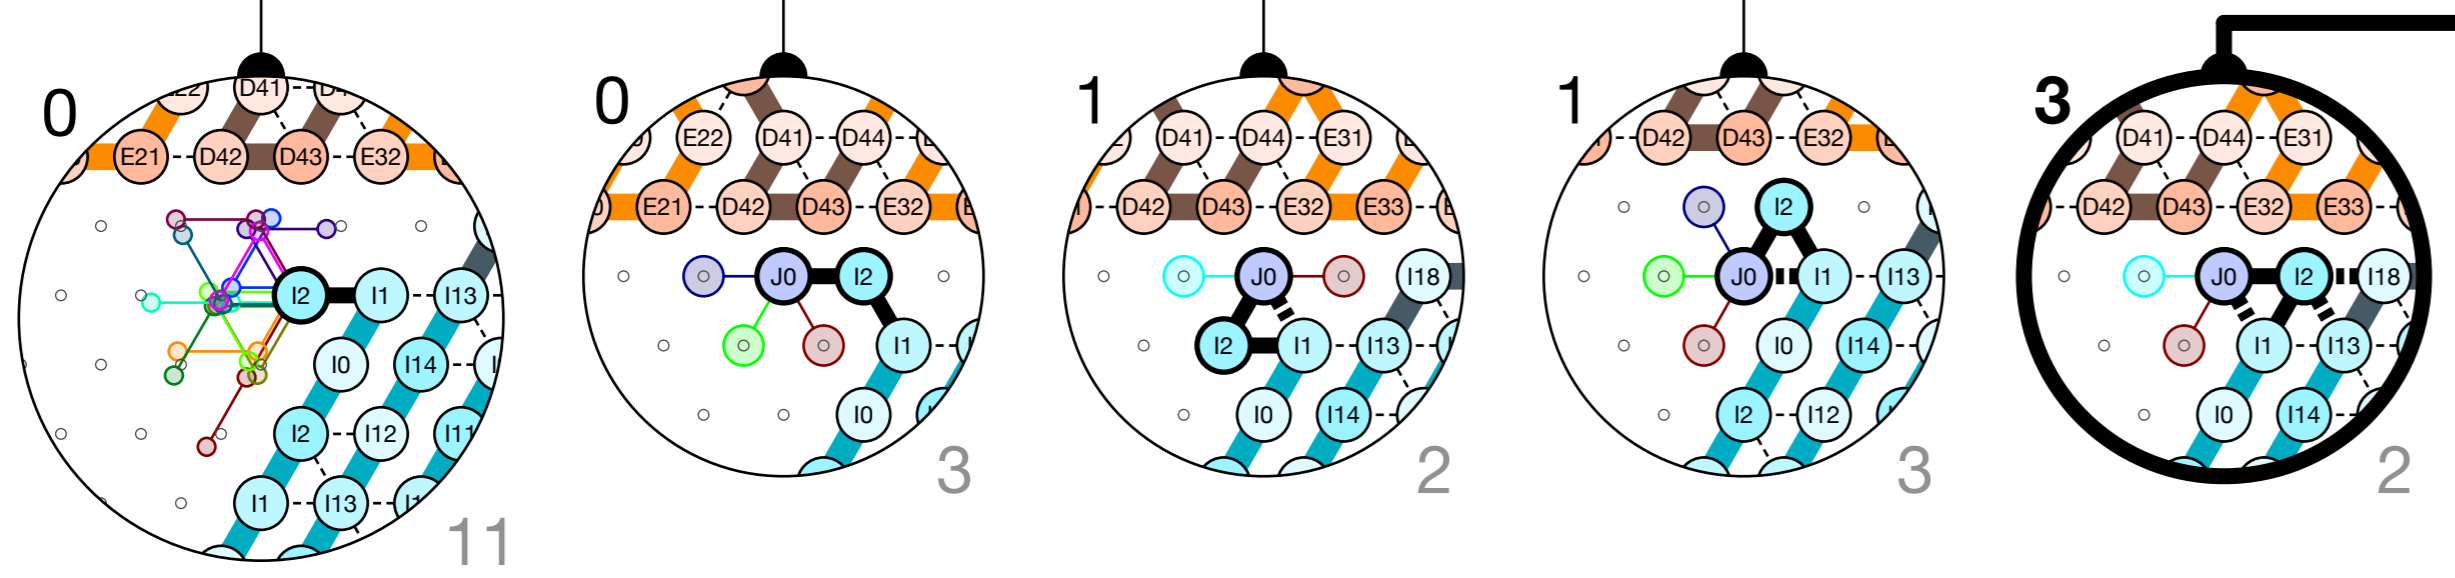 0
D41
E21 D42 D43 E32
I2 I1 I13
I0 I14
I2 I12 I11
I1 I13
11
0
E22 D41 D44
E21 D42 D43 E32
J0 I2
I1
I0
3
1
D41 D44 E31
D42 D43 E32 E33
J0 I18
I2 I1 I13
I0 I14
2
1
D42 D43 E32
I2
J0 I1 I13
I0 I14
I2 I12
3
3
D41 D44 E31
D42 D43 E32 E33
J0 I2 I18
I1 I13
I0 I14
2